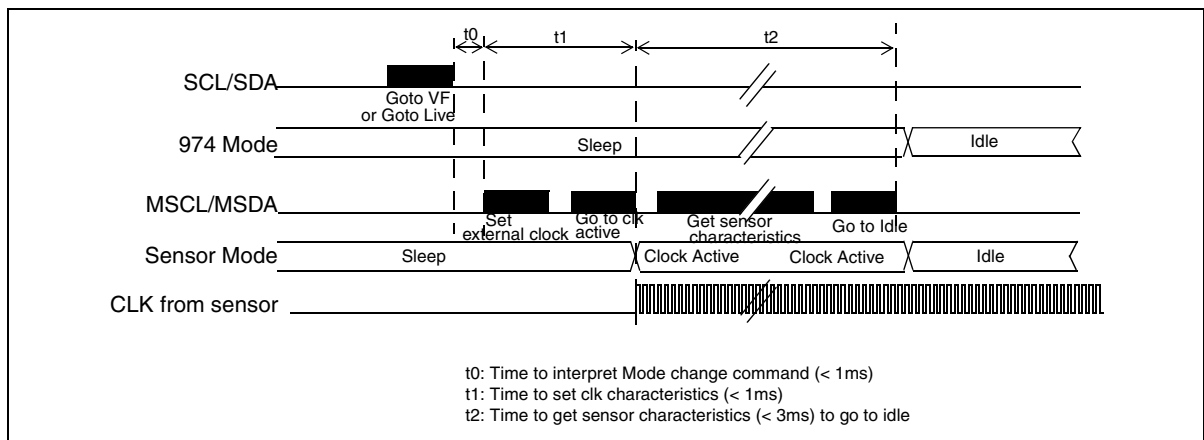 t0
t1
t2
SCL/SDA
Goto VF
or Goto Live
974 Mode
Sleep
Idle
MSCL/MSDA
Set
external clock
Go to clk
active
Get sensor
characteristics
Go to Idle
Sensor Mode
Sleep
Clock Active
Clock Active
Idle
CLK from sensor
t0: Time to interpret Mode change command (< 1ms)
t1: Time to set clk characteristics (< 1ms)
t2: Time to get sensor characteristics (< 3ms) to go to idle